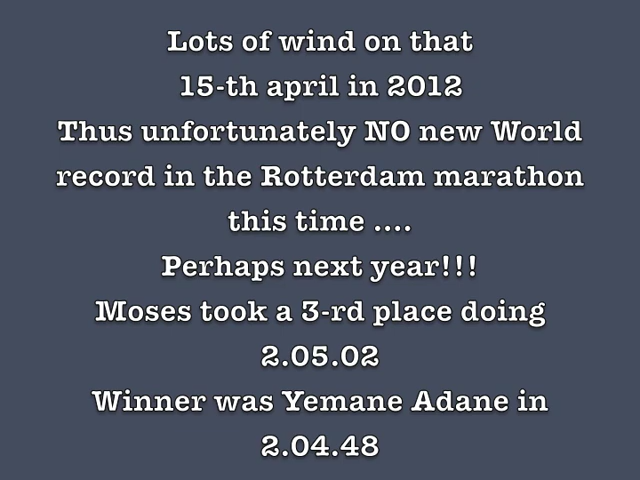 Lots of wind on that
15-th april in 2012
Thus unfortunately NO new World
record in the Rotterdam marathon
this time ....
Perhaps next year!!!
Moses took a 3-rd place doing
2.05.02
Winner was Yemane Adane in
2.04.48